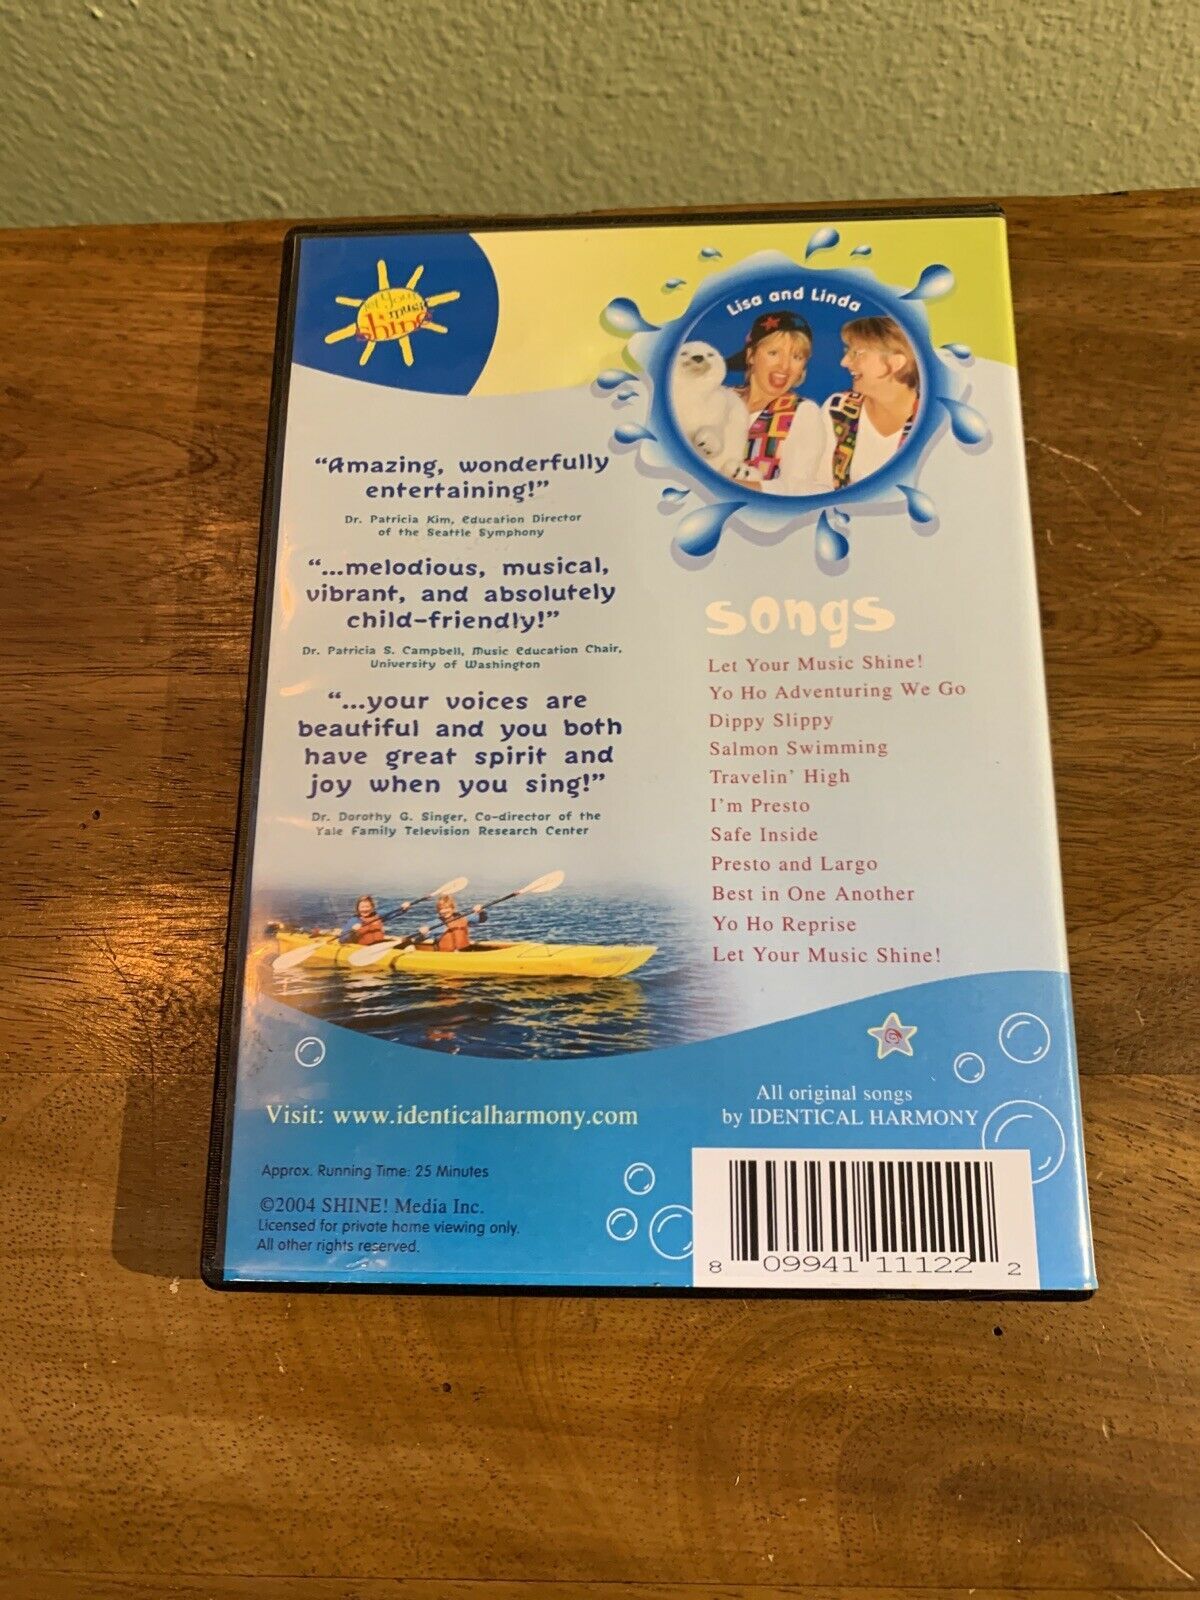 let Your
music
shine
Lisa and Linda
“Amazing, wonderfully
entertaining!”
Dr. Patricia Kim, Education Director
of the Seattle Symphony
“...melodious, musical,
vibrant, and absolutely
child-friendly!”
Dr. Patricia S. Campbell, Music Education Chair,
University of Washington
“...your voices are
beautiful and you both
have great spirit and
joy when you sing!”
Dr. Dorothy G. Singer, Co-director of the
Yale Family Television Research Center
songs
Let Your Music Shine!
Yo Ho Adventuring We Go
Dippy Slippy
Salmon Swimming
Travelin’ High
I’m Presto
Safe Inside
Presto and Largo
Best in One Another
Yo Ho Reprise
Let Your Music Shine!
Visit: www.identicalharmony.com
All original songs
by IDENTICAL HARMONY
Approx. Running Time: 25 Minutes
©2004 SHINE! Media Inc.
Licensed for private home viewing only.
All other rights reserved.
8 09941 11122 2